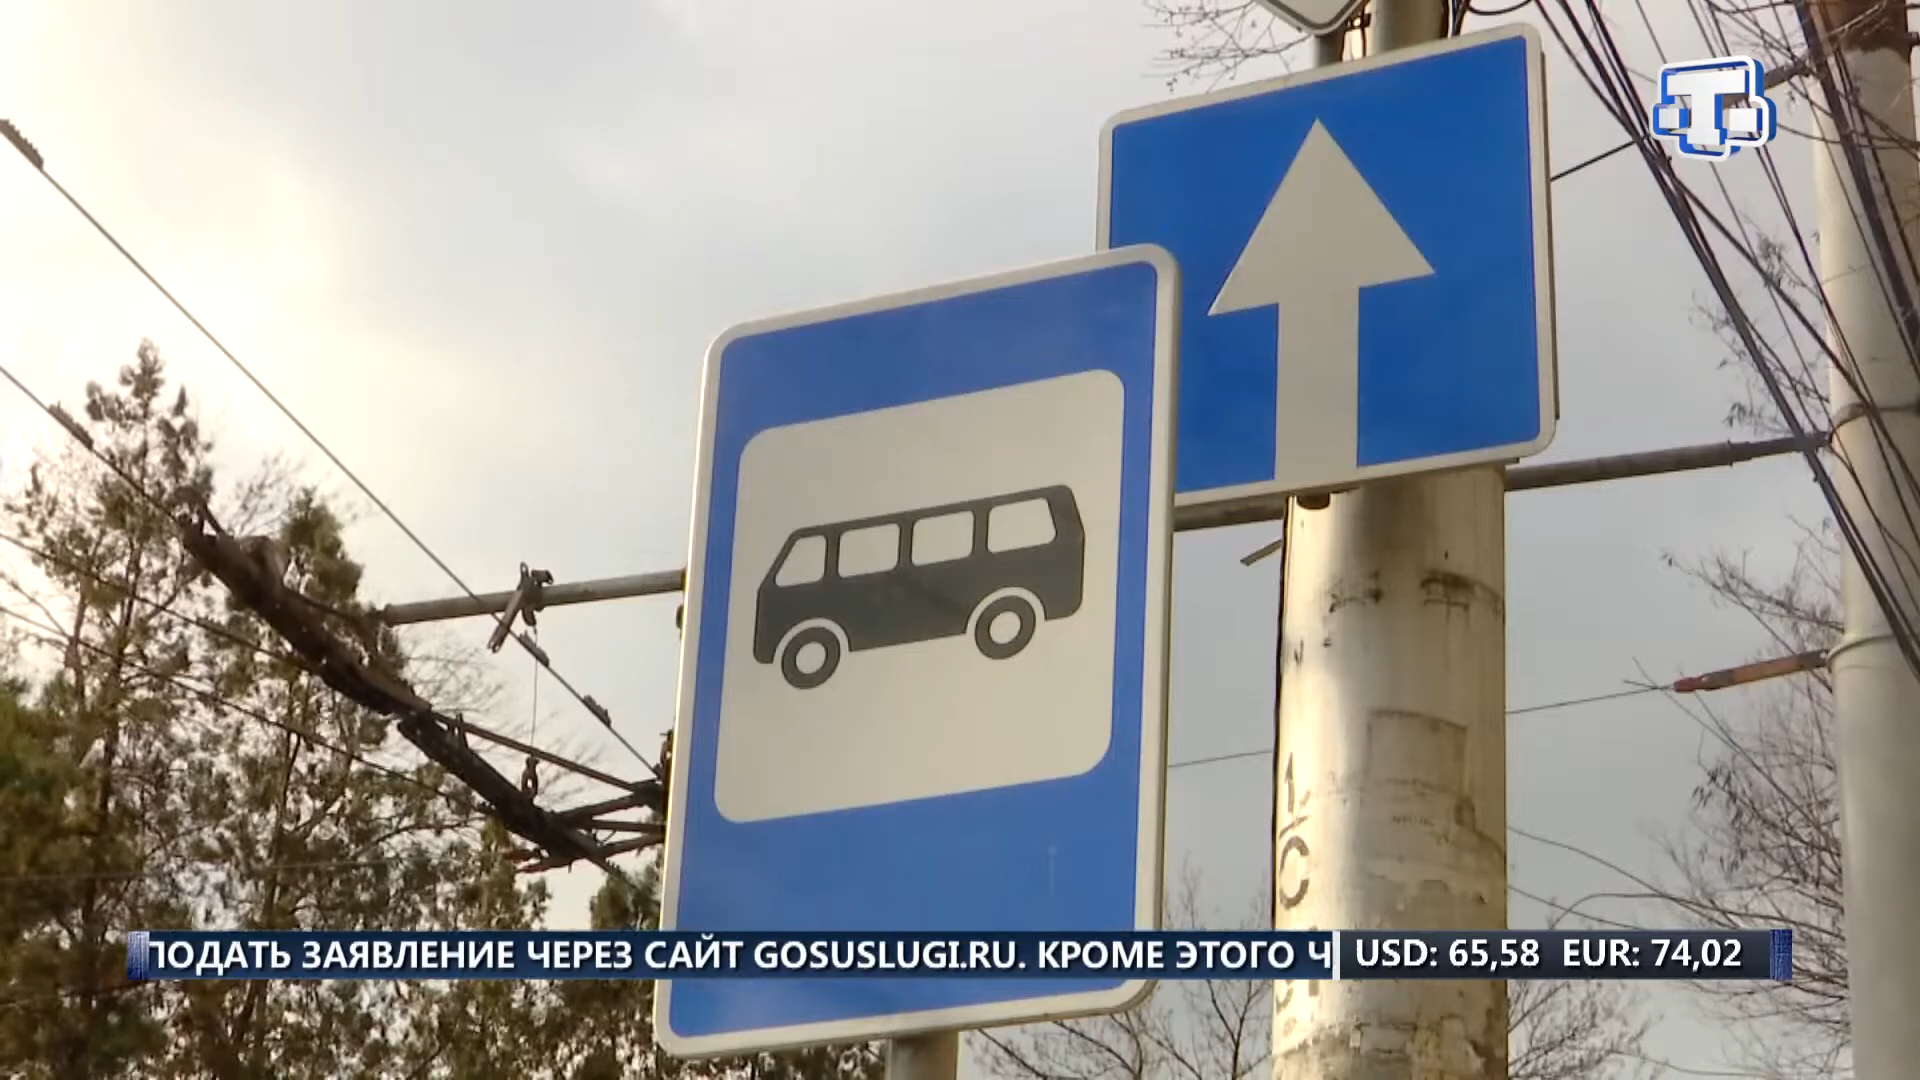 Т
ПОДАТЬ ЗАЯВЛЕНИЕ ЧЕРЕЗ САЙТ GOSUSLUGI.RU. КРОМЕ ЭТОГО Ч
USD: 65,58 EUR: 74,02